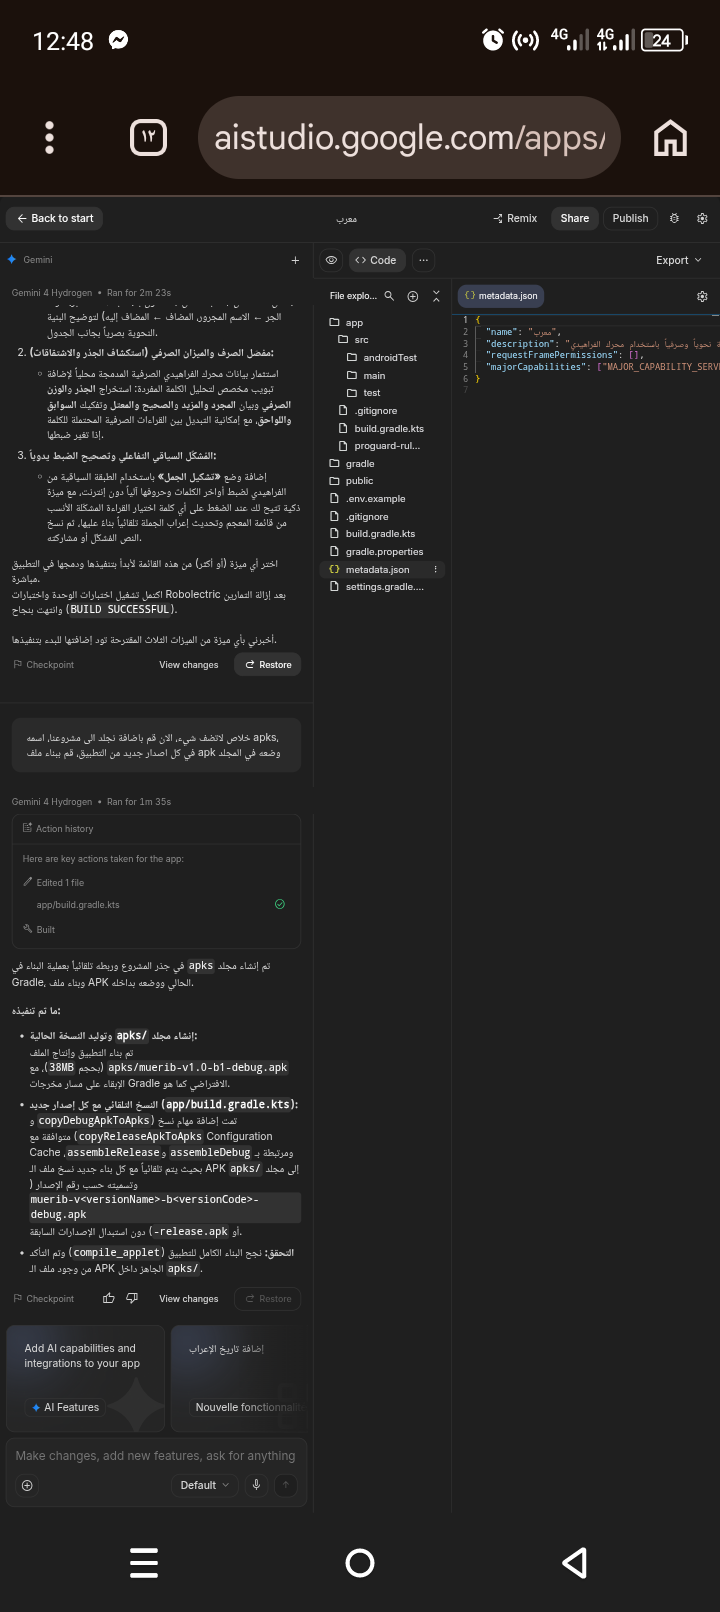 12:48
4G
4G
24
١٢
aistudio.google.com/apps/
Back to start
معرب
Remix
Share
Publish
Gemini
Code
Export
Gemini 4 Hydrogen • Ran for 2m 23s
الجر ← الاسم المجرور، المضاف ← المضاف إليه) لتوضيح البنية
النحوية بصرياً بجانب الجدول.
2. مفضل الصرف والميزان الصرفي (استكشاف الجذر والاشتقاقات):
استثمار بيانات محرك الفراهيدي الصرفية المدمجة محلياً لإضافة
تبويب مخصص لتحليل الكلمة المفردة: استخراج الجذر والوزن
الصرفي وبيان المجرد والمزيد والصحيح والمعتل وتفكيك السوابق
واللواحق، مع إمكانية التبديل بين القراءات الصرفية المحتملة للكلمة
إذا تغير ضبطها.
3. المُشكّل السياقي التفاعلي وتصحيح الضبط يدوياً:
إضافة وضع «تشكيل الجمل» باستخدام الطبقة السياقية من
الفراهيدي لضبط أواخر الكلمات وحروفها آلياً دون إنترنت، مع ميزة
ذكية تتيح لك عند الضغط على أي كلمة اختيار القراءة المشكّلة الأنسب
من قائمة المعجم وتحديث إعراب الجملة تلقائياً بناءً عليها، ثم نسخ
النص المُشكّل أو مشاركته.
اختر أي ميزة (أو أكثر) من هذه القائمة لأبدأ بتنفيذها ودمجها في التطبيق
مباشرة.
بعد إزالة التمارين Robolectric اكتمل تشغيل اختبارات الوحدة واختبارات
وانتهت بنجاح (BUILD SUCCESSFUL).
أخبرني بأي ميزة من الميزات الثلاث المقترحة تود إضافتها للبدء بتنفيذها.
Checkpoint
View changes
Restore
خلاص لاتضف شيء، الان قم باضافة نجلد الى مشروعنا، اسمه apks,
وضعه في المجلد apk في كل اصدار جديد من التطبيق، قم ببناء ملف
Gemini 4 Hydrogen • Ran for 1m 35s
Action history
Here are key actions taken for the app:
Edited 1 file
app/build.gradle.kts
Built
تم إنشاء مجلد apks في جذر المشروع وربطه تلقائياً بعملية البناء في
Gradle, الحالي ووضعه بداخله APK وبناء ملف.
ما تم تنفيذه:
إنشاء مجلد apks/ وتوليد النسخة الحالية:
تم بناء التطبيق وإنتاج الملف
apks/muerib-v1.0-b1-debug.apk (بحجم 38MB)، مع
الافتراضي كما هو Gradle الإبقاء على مسار مخرجات.
النسخ التلقائي مع كل إصدار جديد (app/build.gradle.kts):
تمت إضافة مهام نسخ (copyDebugApkToApks و
copyReleaseApkToApks) متوافقة مع Configuration
Cache ومرتبطة بـ assembleDebug و assembleRelease,
بحيث يتم تلقائياً مع كل بناء جديد نسخ ملف الـ APK إلى مجلد apks/
وتسميته حسب رقم الإصدار (
muerib-v<versionName>-b<versionCode>-
debug.apk
أو -release.apk) دون استبدال الإصدارات السابقة.
التحقق: نجح البناء الكامل للتطبيق (compile_applet) وتم التأكد
من وجود ملف الـ APK الجاهز داخل apks/.
Checkpoint
View changes
Restore
Add AI capabilities and
integrations to your app
AI Features
إضافة تاريخ الإعراب
Nouvelle fonctionnalit
Make changes, add new features, ask for anything
Default
File explo...
app
src
androidTest
main
test
.gitignore
build.gradle.kts
proguard-rul...
gradle
public
.env.example
.gitignore
build.gradle.kts
gradle.properties
metadata.json
settings.gradle....
metadata.json
1 {
2 "name": "معرب",
3 "description": "ة نحوياً وصرفياً باستخدام محرك الفراهيدي
4 "requestFramePermissions": [],
5 "majorCapabilities": ["MAJOR_CAPABILITY_SERV
6 }
7